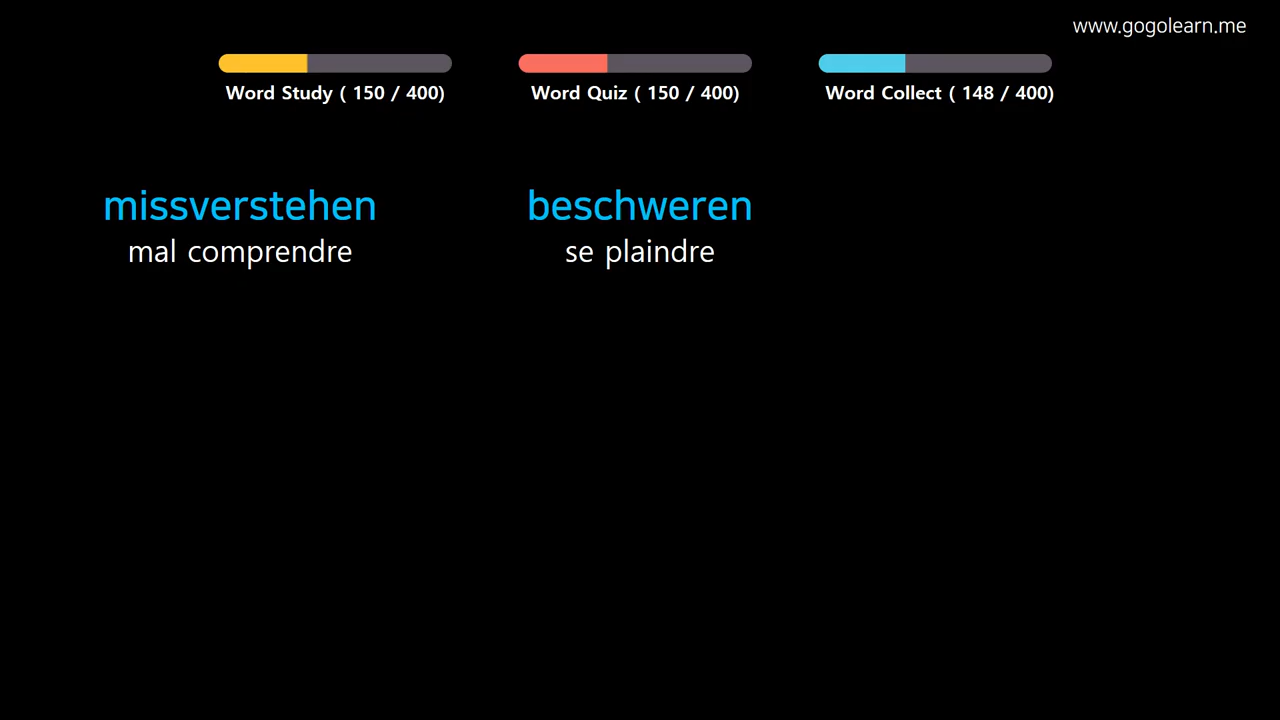 www.gogolearn.me
Word Study ( 150 / 400)
Word Quiz ( 150 / 400)
Word Collect ( 148 / 400)
missverstehen
mal comprendre
beschweren
se plaindre